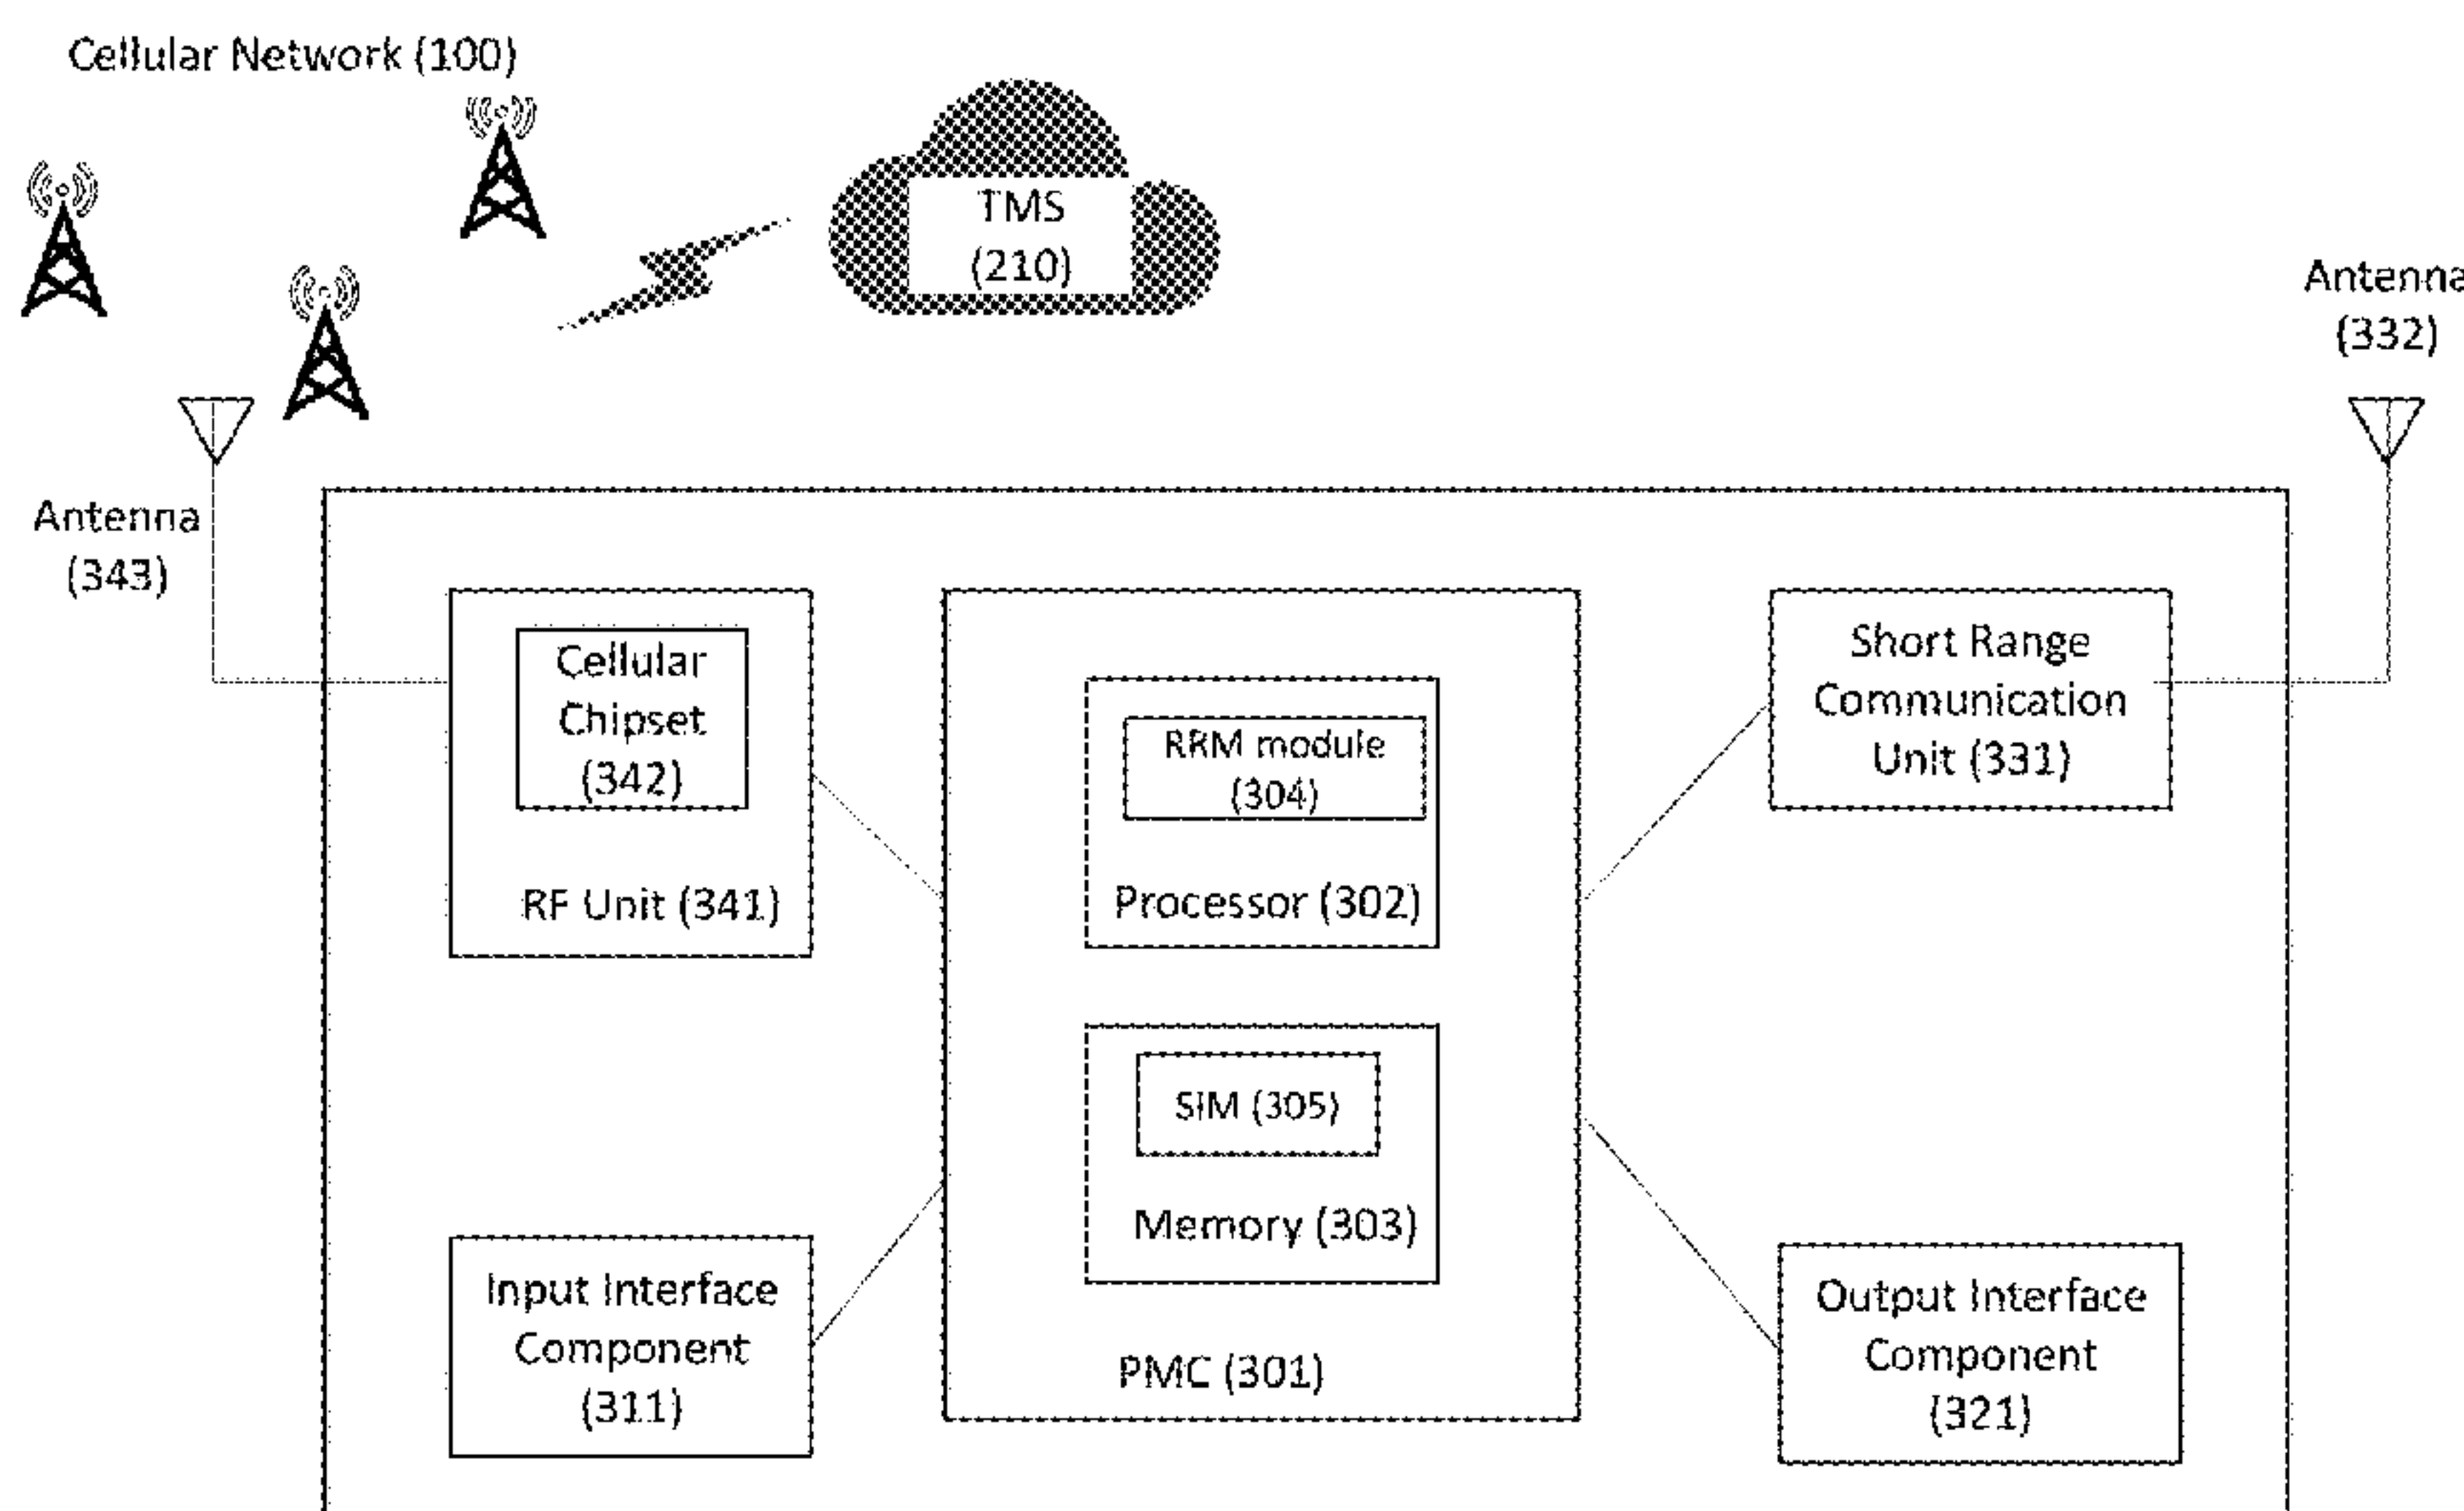 Cellular Network (100)
TMS
(210)
Antenna
(332)
Antenna
(343)
Cellular
Chipset
(342)
RF Unit (341)
RRM module
(304)
Processor (302)
Short Range
Communication
Unit (331)
SIM (305)
Memory (303)
Input Interface
Component
(311)
PMC (301)
Output Interface
Component
(321)